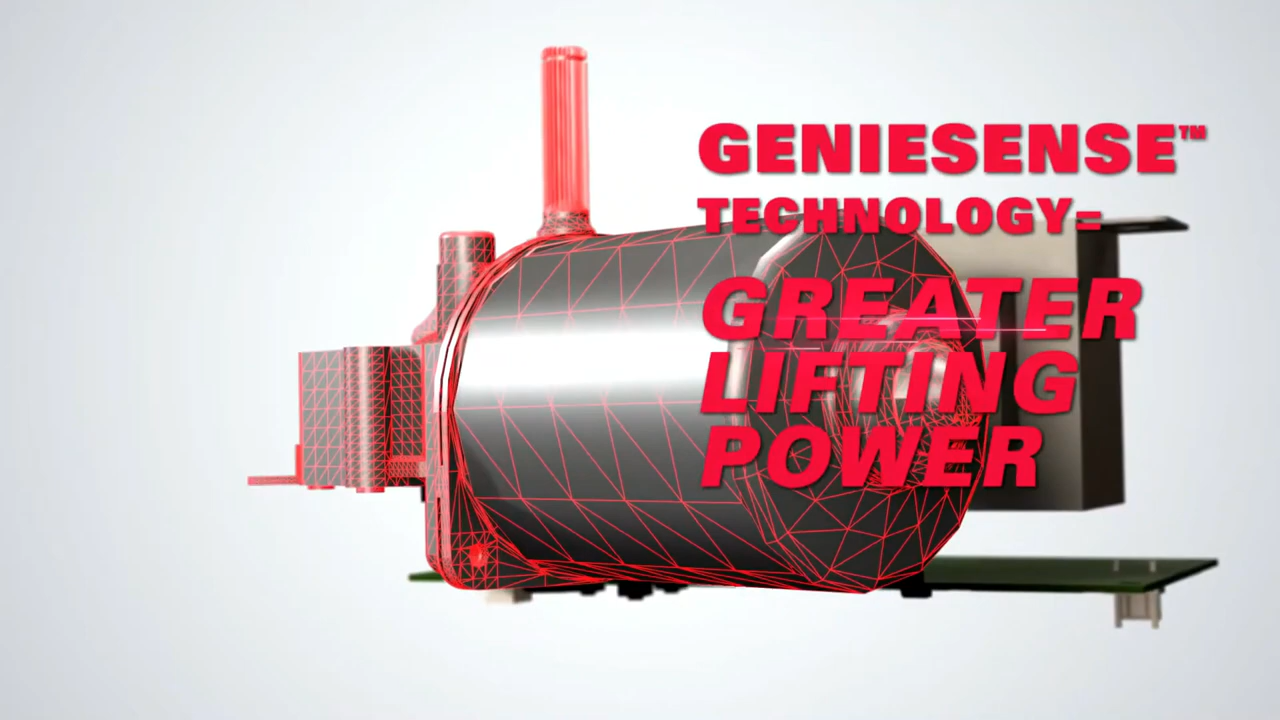 GENIESENSE™
TECHNOLOGY=
GREATER
LIFTING
POWER